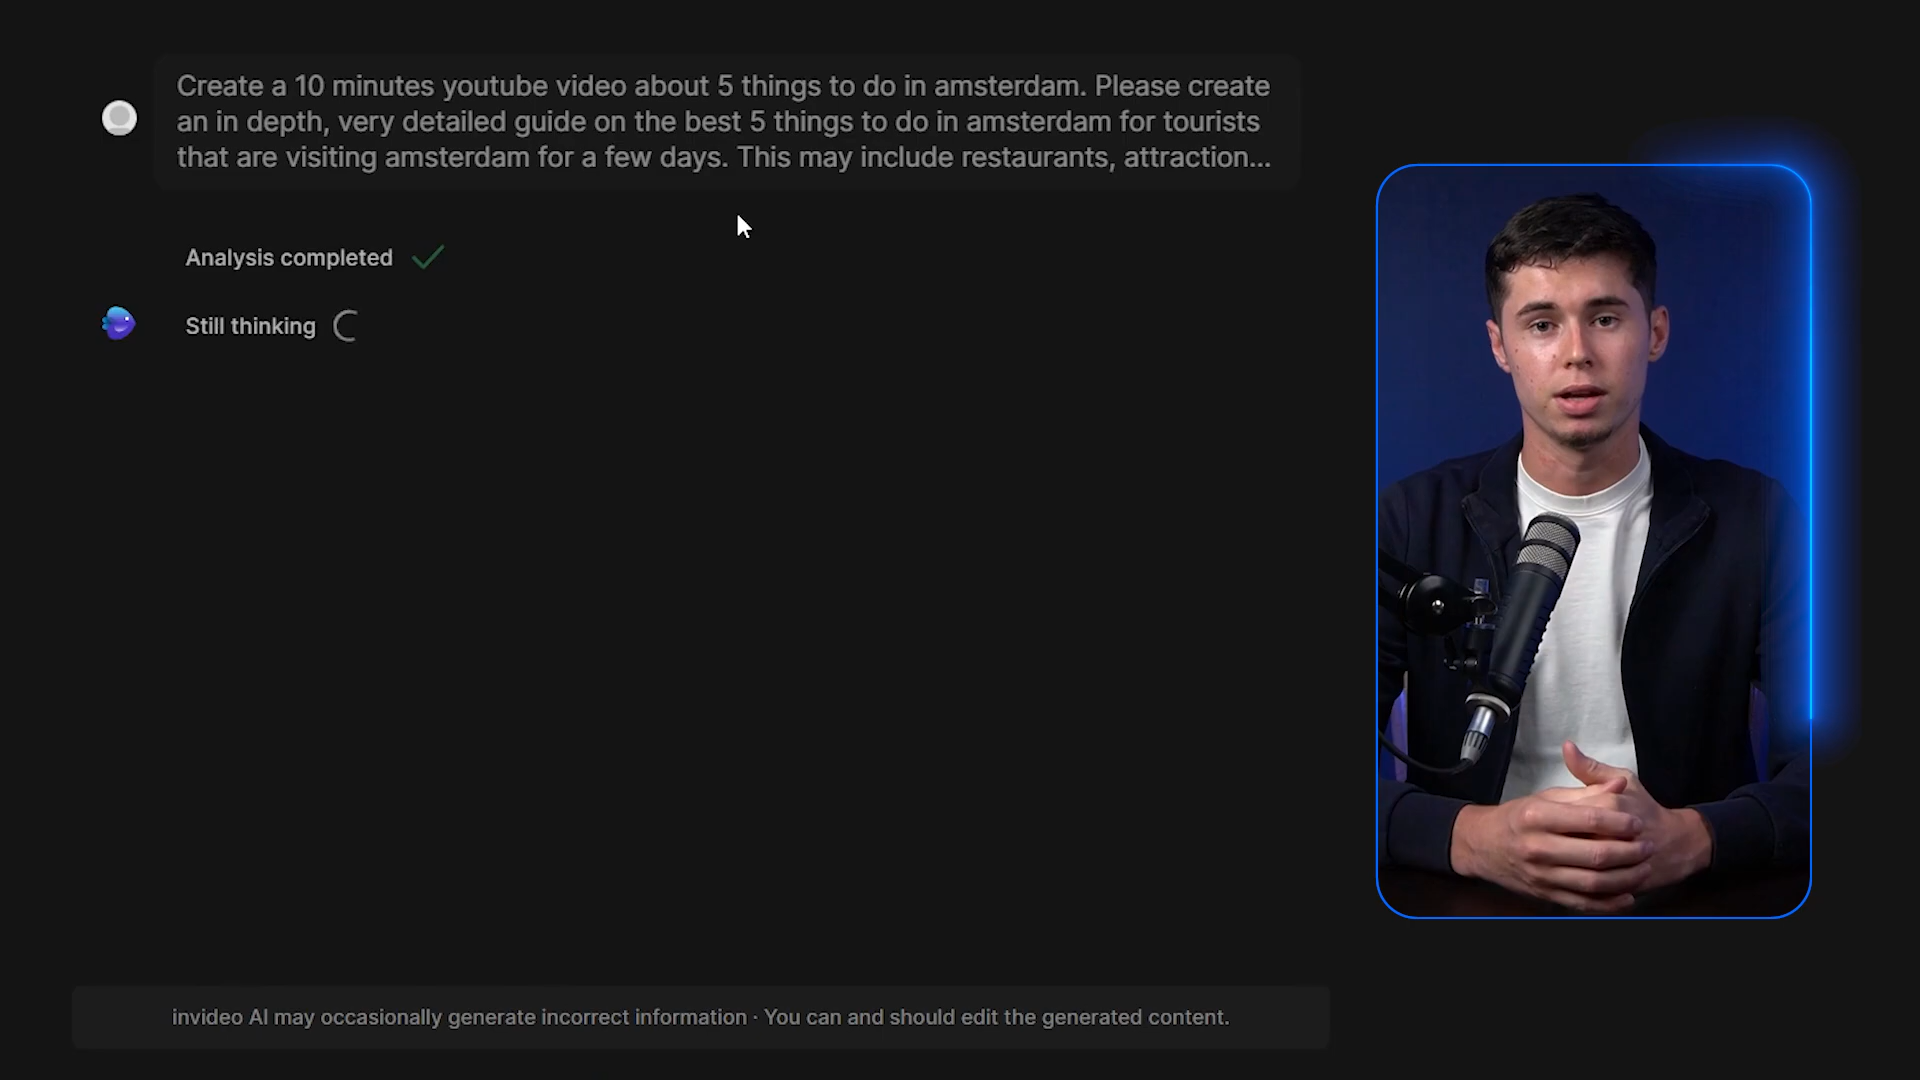 Create a 10 minutes youtube video about 5 things to do in amsterdam. Please create
an in depth, very detailed guide on the best 5 things to do in amsterdam for tourists
that are visiting amsterdam for a few days. This may include restaurants, attraction...
Analysis completed
Still thinking
invideo AI may occasionally generate incorrect information · You can and should edit the generated content.